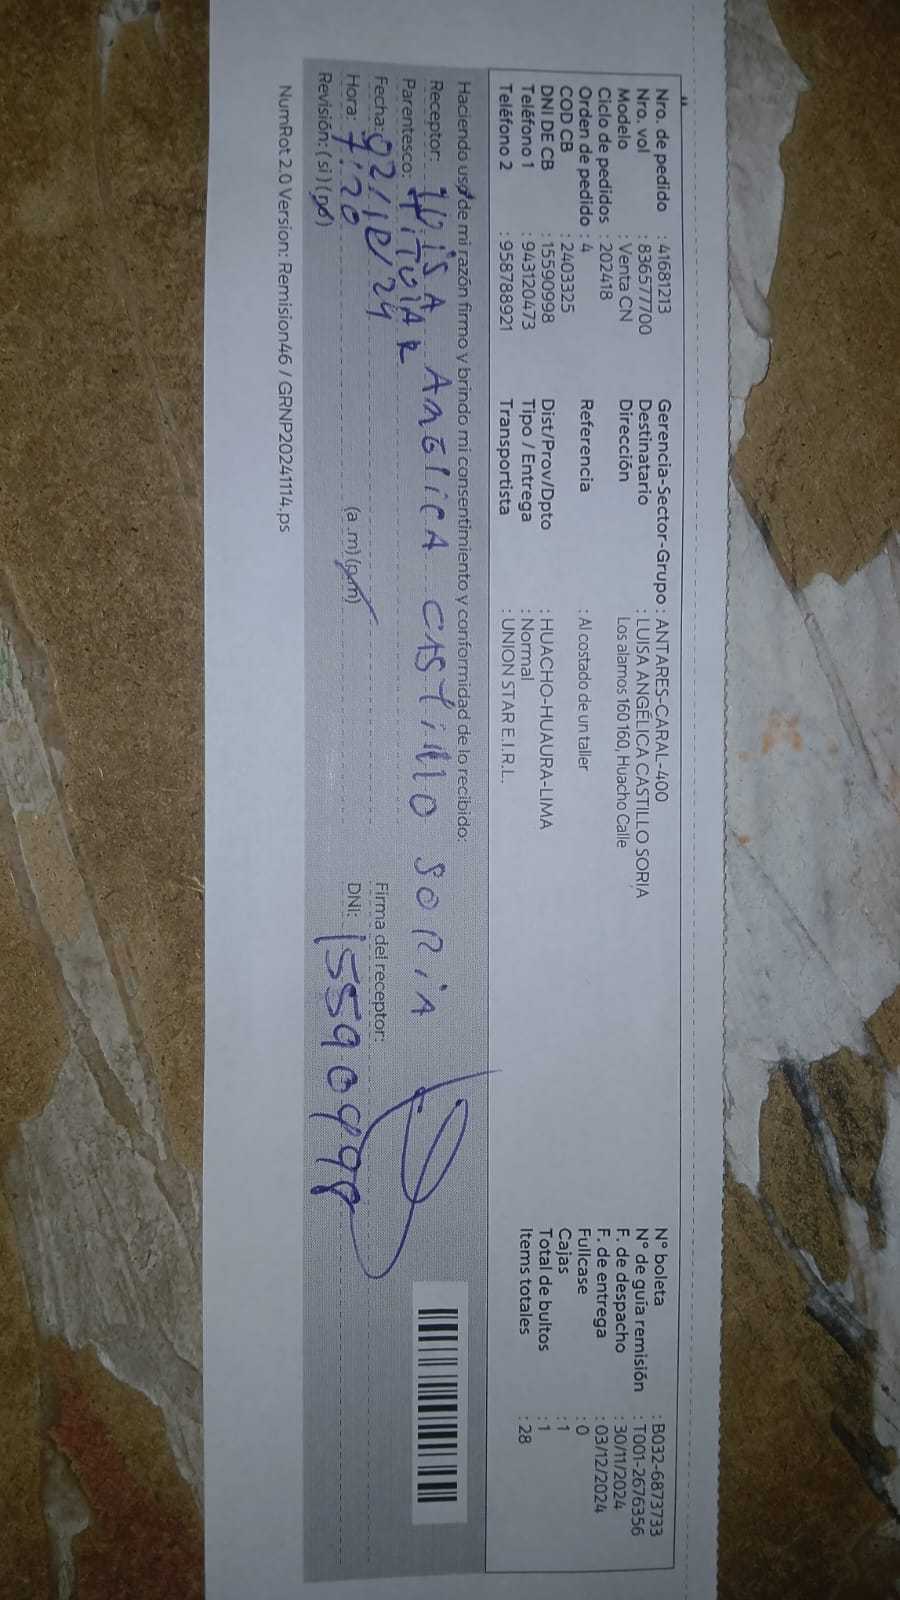 Nro. de pedido : 41681213 Gerencia-Sector-Grupo : ANTARES-CARAL-400 N° boleta : B032-6873733
Nro. vol : 836577700 Destinatario : LUISA ANGÉLICA CASTILLO SORIA N° de guía remisión : T001-2676356
Modelo : Venta CN Dirección Los alamos 160 160, Huacho Calle F. de despacho : 30/11/2024
Ciclo de pedidos : 202418 F. de entrega : 03/12/2024
Orden de pedido : 4 Referencia : Al costado de un taller Fullcase : 0
COD CB : 2403325 Cajas : 1
DNI DE CB : 15590998 Dist/Prov/Dpto : HUACHO-HUAURA-LIMA Total de bultos : 1
Teléfono 1 : 943120473 Tipo / Entrega : Normal Items totales : 28
Teléfono 2 : 958788921 Transportista : UNION STAR E.I.R.L.
Haciendo uso de mi razón firmo y brindo mi consentimiento y conformidad de lo recibido:
Receptor: LUISA ANGÉLICA CASTILLO SORIA
Parentesco: TITULAR
Fecha: 02/12/24 Firma del receptor:
Hora: 7:20 (a.m) (p.m) DNI: 15590998
Revisión: ( si ) ( no )
NumRot 2.0 Version: Remision46 / GRNP20241114.ps